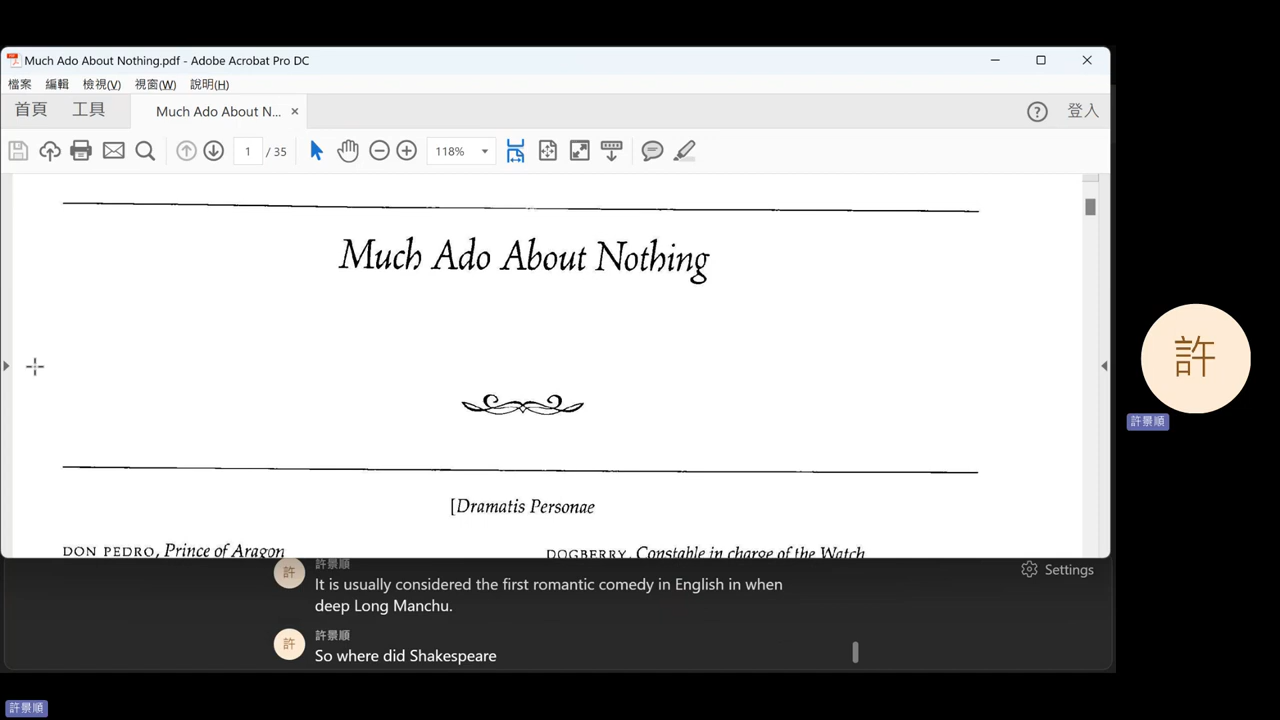 Much Ado About Nothing.pdf - Adobe Acrobat Pro DC
檔案 編輯 檢視(V) 視窗(W) 說明(H)
首頁 工具 Much Ado About N... × 登入
1 / 35 118%
Much Ado About Nothing
[Dramatis Personae
DON PEDRO, Prince of Aragon
DOGBERRY, Constable in charge of the Watch
許
許景順
許景順
許
It is usually considered the first romantic comedy in English in when
deep Long Manchu.
Settings
許景順
許
So where did Shakespeare
許景順